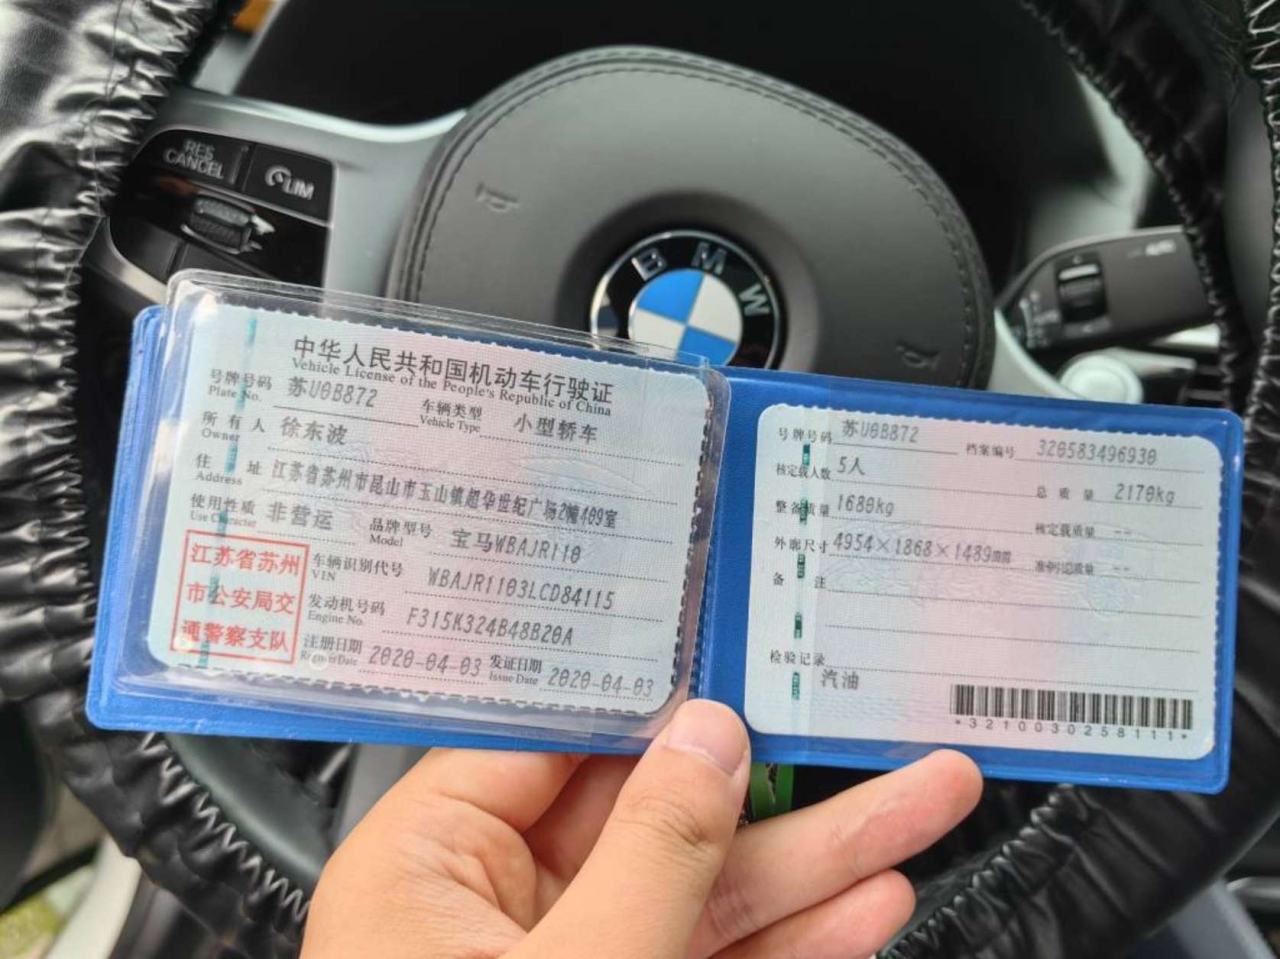 RES
CANCEL
LIM
BMW
中华人民共和国机动车行驶证
Vehicle License of the People's Republic of China
号牌号码 苏U0B872 车辆类型 小型轿车
Plate No. Vehicle Type
所有人 徐东波
Owner
住址 江苏省苏州市昆山市玉山镇超华世纪广场2幢409室
Address
使用性质 非营运 品牌型号 宝马WBAJR110
Use Character Model
江苏省苏州
市公安局交
通警察支队
车辆识别代号 WBAJR1103LCD84115
VIN
发动机号码 F315K324B48B20A
Engine No.
注册日期 2020-04-03 发证日期 2020-04-03
Register Date Issue Date
号牌号码 苏U0B872 档案编号 320583496930
核定载人数 5人 总质量 2170kg
整备质量 1680kg 核定载质量 --
外廓尺寸 4954×1868×1489mm 准牵引总质量 --
备注
检验记录
汽油
*3210030258111*